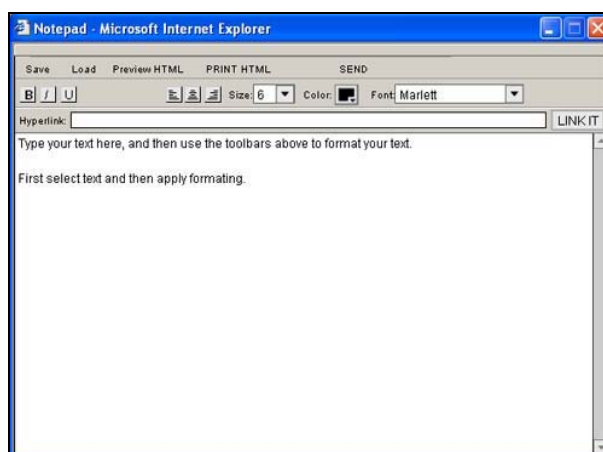 Notepad - Microsoft Internet Explorer
Save Load Preview HTML PRINT HTML SEND
B I U Size: 6 Color: Font: Marlett
Hyperlink: LINK IT
Type your text here, and then use the toolbars above to format your text.
First select text and then apply formating.